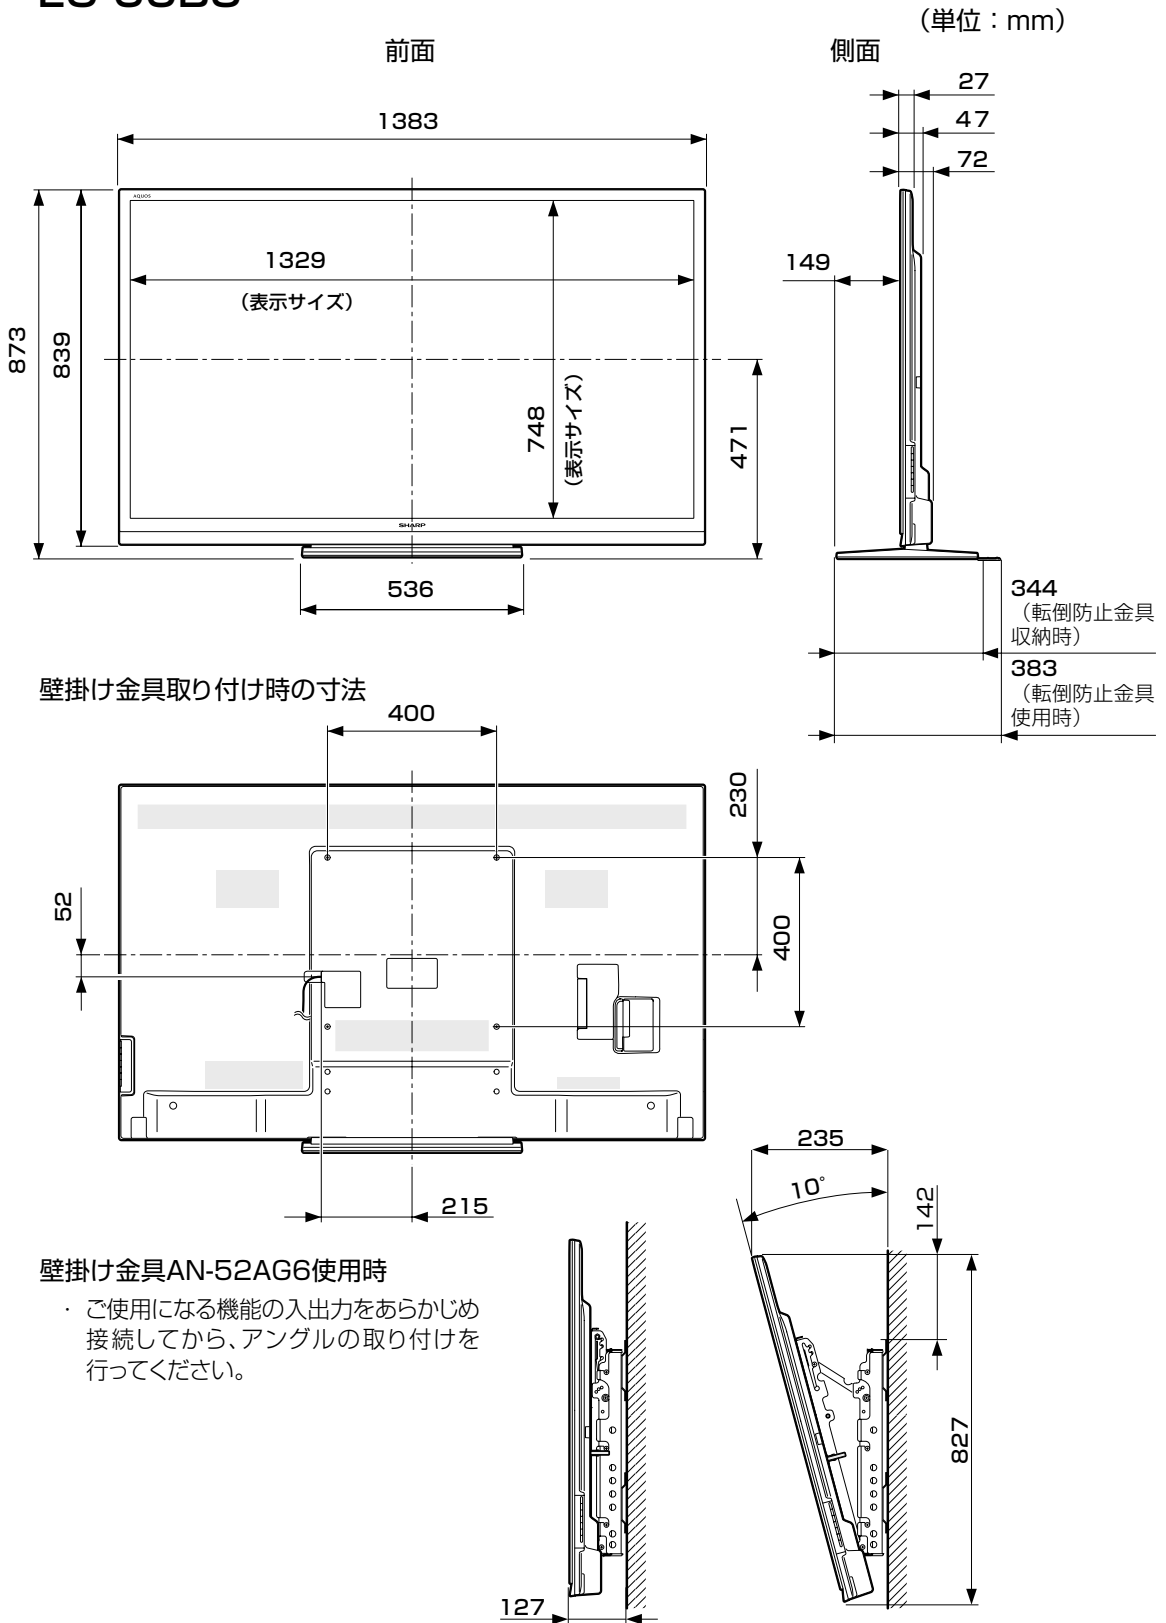 （単位：mm）
前面
側面
1383
27
47
72
AQUOS
1329
（表示サイズ）
149
873
839
748
（表示サイズ）
471
SHARP
536
344
（転倒防止金具
収納時）
383
（転倒防止金具
使用時）
壁掛け金具取り付け時の寸法
400
230
52
400
215
235
10°
142
壁掛け金具AN-52AG6使用時
・ ご使用になる機能の入出力をあらかじめ
接続してから、アングルの取り付けを
行ってください。
827
127